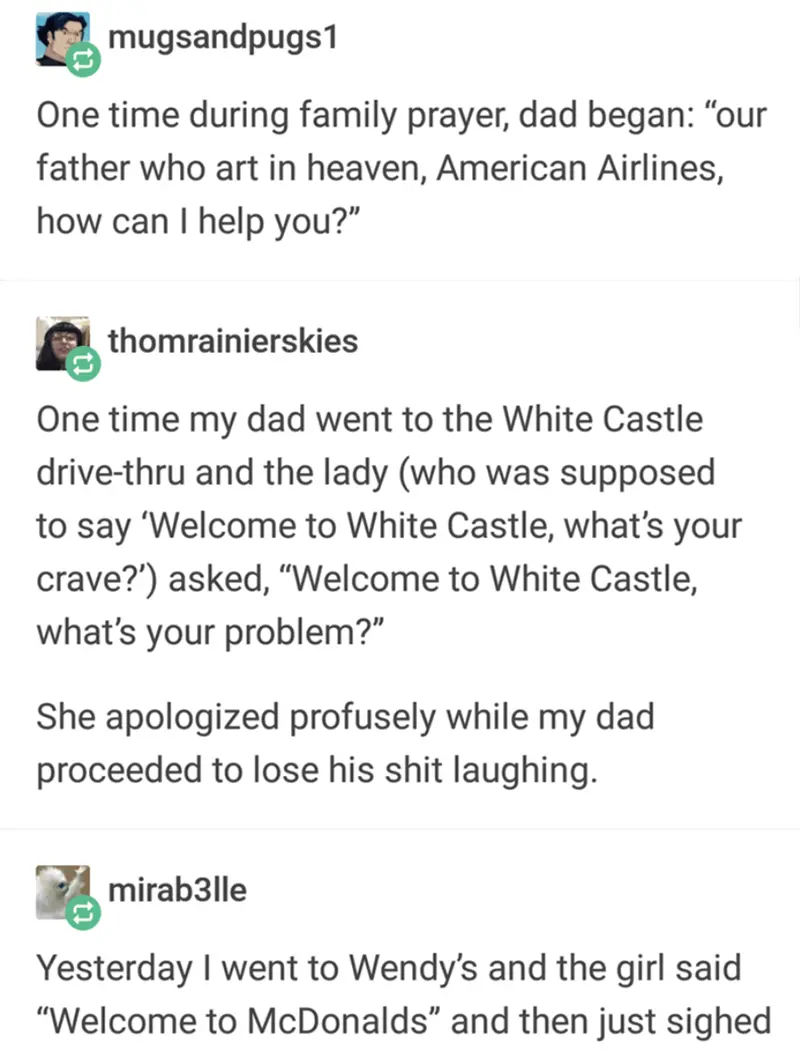 mugsandpugs1
One time during family prayer, dad began: “our
father who art in heaven, American Airlines,
how can I help you?”
thomrainierskies
One time my dad went to the White Castle
drive-thru and the lady (who was supposed
to say ‘Welcome to White Castle, what’s your
crave?’) asked, “Welcome to White Castle,
what’s your problem?”
She apologized profusely while my dad
proceeded to lose his shit laughing.
mirab3lle
Yesterday I went to Wendy’s and the girl said
“Welcome to McDonalds” and then just sighed